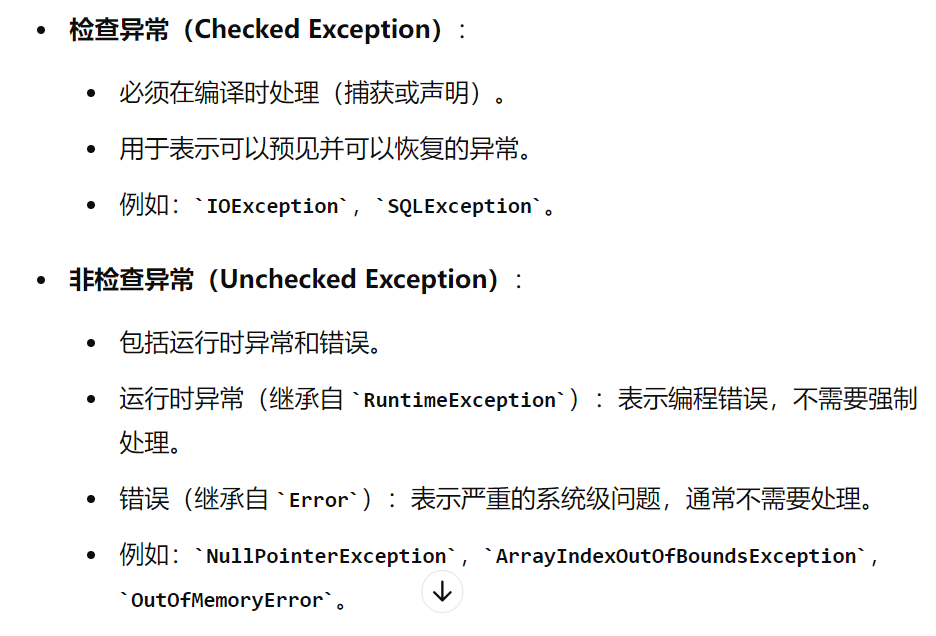 • 检查异常（Checked Exception）：
• 必须在编译时处理（捕获或声明）。
• 用于表示可以预见并可以恢复的异常。
• 例如：`IOException`，`SQLException`。
• 非检查异常（Unchecked Exception）：
• 包括运行时异常和错误。
• 运行时异常（继承自 `RuntimeException`）：表示编程错误，不需要强制
处理。
• 错误（继承自 `Error`）：表示严重的系统级问题，通常不需要处理。
• 例如：`NullPointerException`，`ArrayIndexOutOfBoundsException`，
`OutOfMemoryError`。